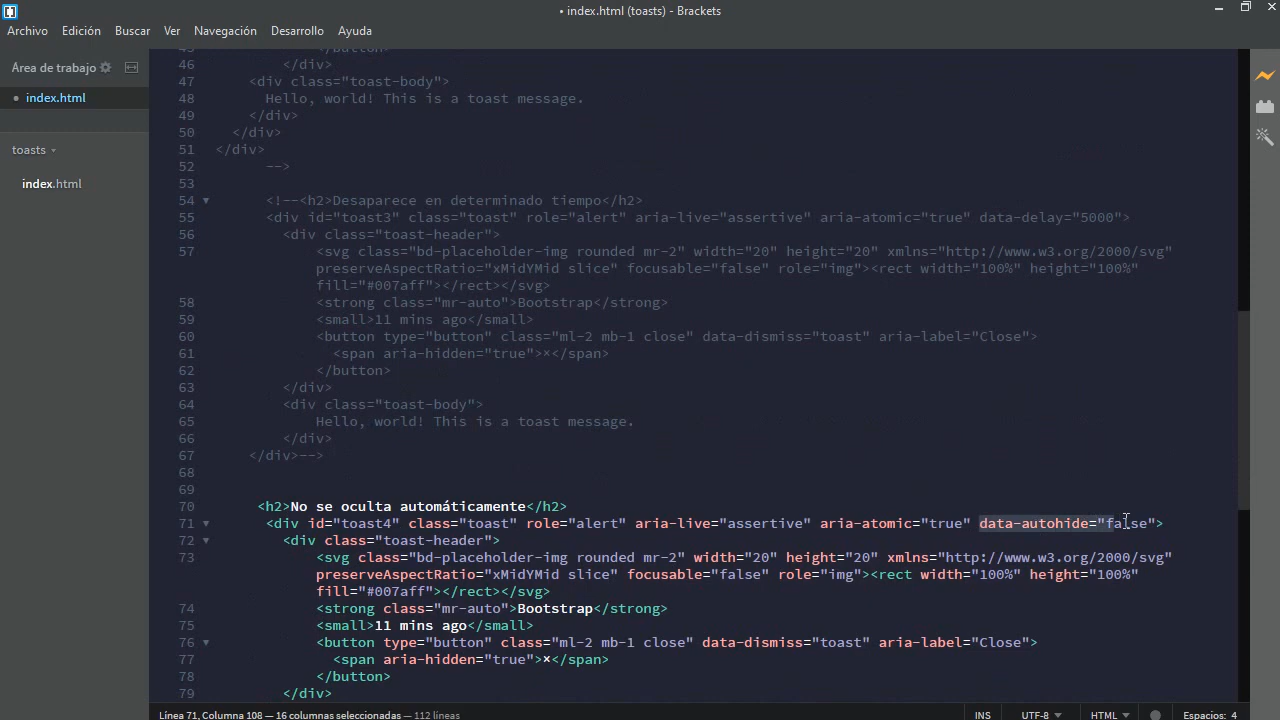 • index.html (toasts) - Brackets
Archivo Edición Buscar Ver Navegación Desarrollo Ayuda
Área de trabajo
• index.html
toasts
index.html
45 </button>
46 </div>
47 <div class="toast-body">
48 Hello, world! This is a toast message.
49 </div>
50 </div>
51 </div>
52 -->
53
54 <!--<h2>Desaparece en determinado tiempo</h2>
55 <div id="toast3" class="toast" role="alert" aria-live="assertive" aria-atomic="true" data-delay="5000">
56 <div class="toast-header">
57 <svg class="bd-placeholder-img rounded mr-2" width="20" height="20" xmlns="http://www.w3.org/2000/svg"
preserveAspectRatio="xMidYMid slice" focusable="false" role="img"><rect width="100%" height="100%"
fill="#007aff"></rect></svg>
58 <strong class="mr-auto">Bootstrap</strong>
59 <small>11 mins ago</small>
60 <button type="button" class="ml-2 mb-1 close" data-dismiss="toast" aria-label="Close">
61 <span aria-hidden="true">×</span>
62 </button>
63 </div>
64 <div class="toast-body">
65 Hello, world! This is a toast message.
66 </div>
67 </div>-->
68
69
70 <h2>No se oculta automáticamente</h2>
71 <div id="toast4" class="toast" role="alert" aria-live="assertive" aria-atomic="true" data-autohide="false">
72 <div class="toast-header">
73 <svg class="bd-placeholder-img rounded mr-2" width="20" height="20" xmlns="http://www.w3.org/2000/svg"
preserveAspectRatio="xMidYMid slice" focusable="false" role="img"><rect width="100%" height="100%"
fill="#007aff"></rect></svg>
74 <strong class="mr-auto">Bootstrap</strong>
75 <small>11 mins ago</small>
76 <button type="button" class="ml-2 mb-1 close" data-dismiss="toast" aria-label="Close">
77 <span aria-hidden="true">×</span>
78 </button>
79 </div>
Línea 71, Columna 108 — 16 columnas seleccionadas — 112 líneas INS UTF-8 HTML Espacios: 4